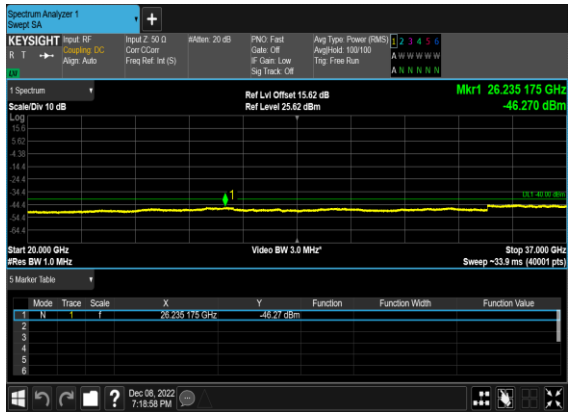 Spectrum Analyzer 1
Swept SA
+
KEYSIGHT
R T
Input: RF
Coupling: DC
Align: Auto
Input Z: 50 Ω
Corr CCorr
Freq Ref: Int (S)
#Atten: 20 dB
PNO: Fast
Gate: Off
IF Gain: Low
Sig Track: Off
Avg Type: Power (RMS)
Avg|Hold: 100/100
Trig: Free Run
1 2 3 4 5 6
A W W W W W
A N N N N N
1 Spectrum
Scale/Div 10 dB
Ref Lvl Offset 15.62 dB
Ref Level 25.62 dBm
Mkr1 26.235 175 GHz
-46.270 dBm
Log
15.6
5.62
-4.38
-14.4
-24.4
-34.4
-44.4
-54.4
-64.4
1
DL1 -40.00 dBm
Start 20.000 GHz
#Res BW 1.0 MHz
Video BW 3.0 MHz*
Stop 37.000 GHz
Sweep ~33.9 ms (40001 pts)
5 Marker Table
Mode Trace Scale X Y Function Function Width Function Value
1 N 1 f 26.235 175 GHz -46.27 dBm
2
3
4
5
6
?
Dec 08, 2022
7:18:58 PM